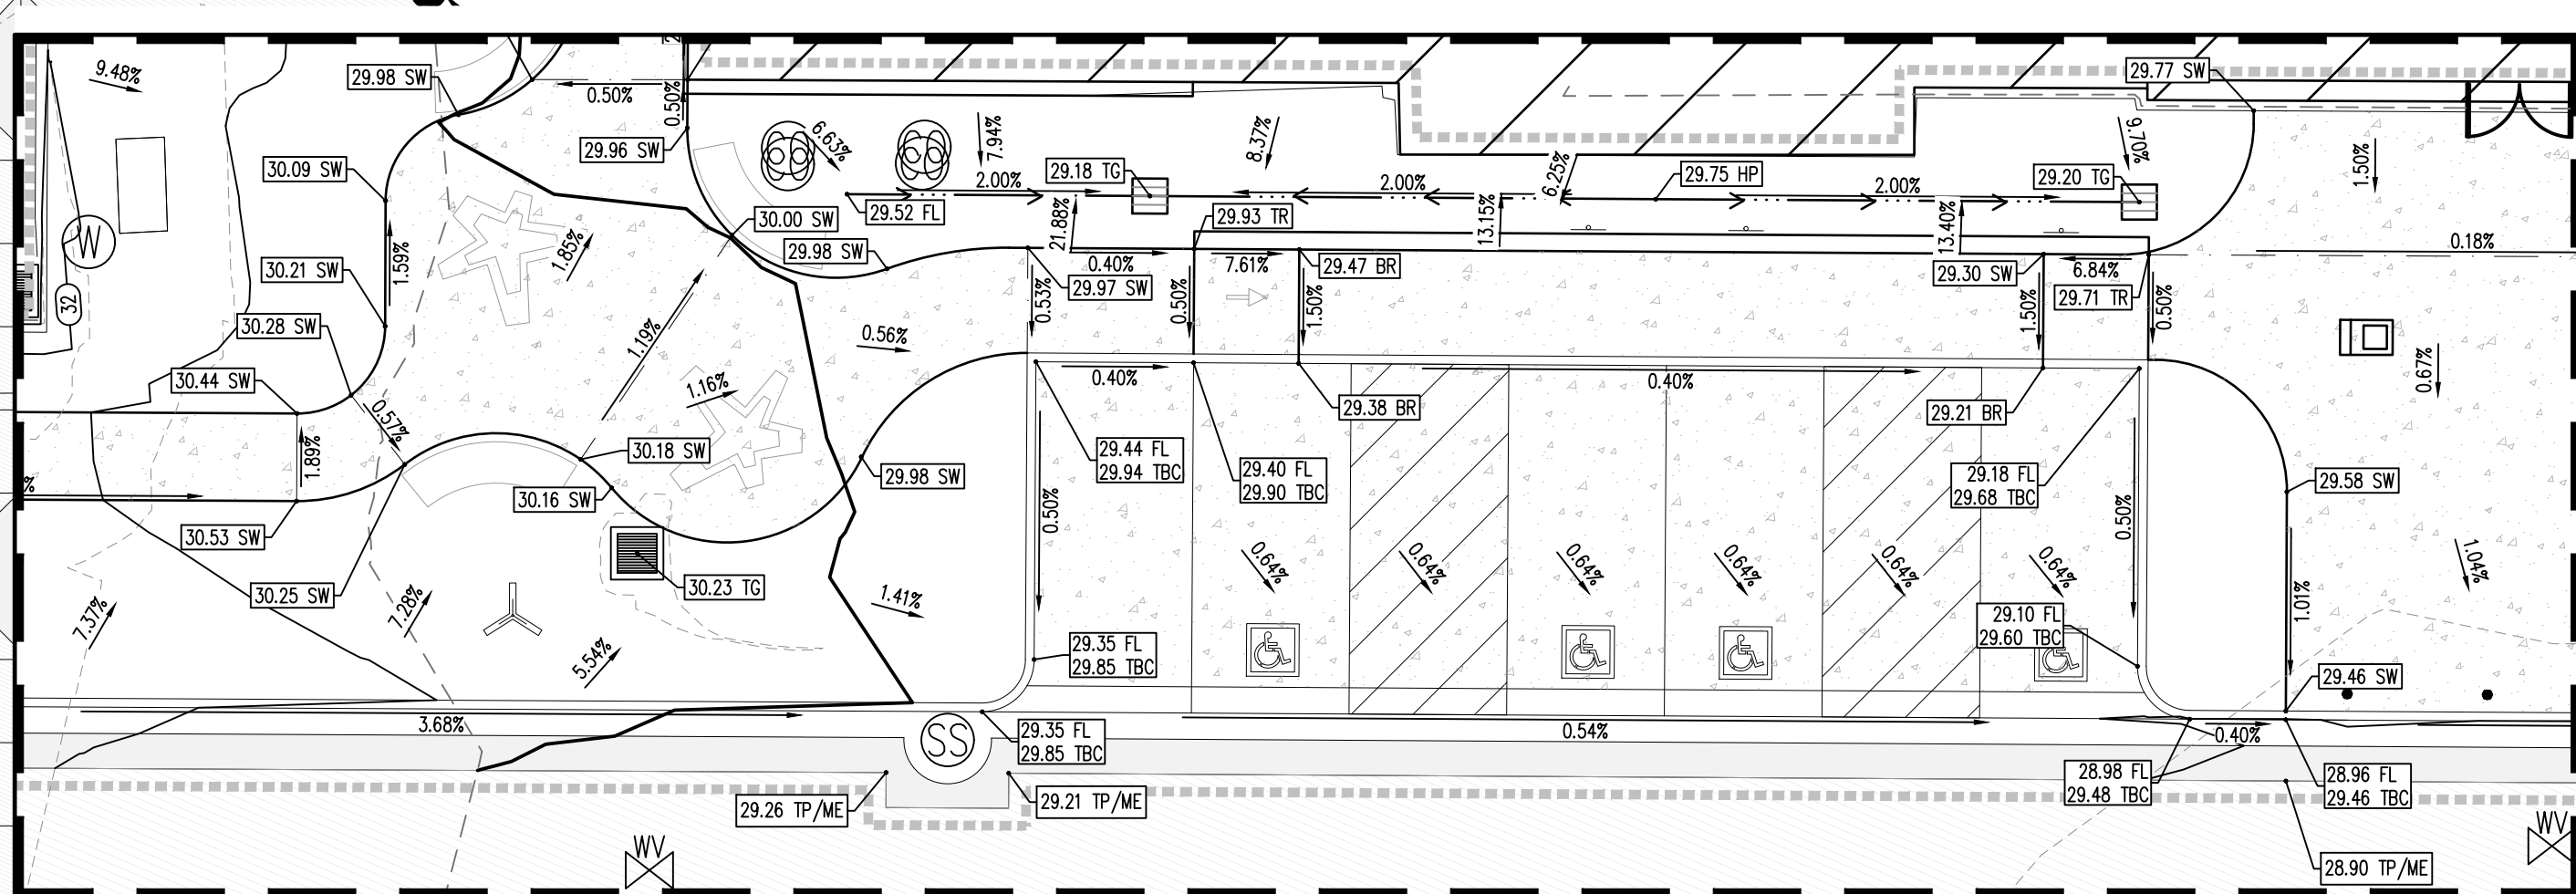 9.48%
29.98 SW
0.50%
0.50%
29.96 SW
6.63%
7.94%
8.37%
29.77 SW
9.70%
1.50%
30.09 SW
29.18 TG
2.00%
2.00%
6.25%
29.75 HP
2.00%
29.20 TG
29.52 FL
30.00 SW
29.93 TR
21.88%
13.15%
13.40%
0.18%
W
1.59%
1.85%
29.98 SW
0.40%
7.61%
29.47 BR
29.30 SW
6.84%
30.21 SW
29.97 SW
29.71 TR
32
0.53%
0.50%
1.50%
1.50%
0.50%
30.28 SW
1.19%
0.56%
30.44 SW
1.16%
0.40%
0.40%
0.67%
0.57%
29.38 BR
29.21 BR
1.89%
30.18 SW
29.98 SW
29.44 FL
29.94 TBC
29.40 FL
29.90 TBC
29.18 FL
29.68 TBC
29.58 SW
%
30.16 SW
0.50%
0.50%
30.53 SW
30.23 TG
0.64%
0.64%
0.64%
0.64%
0.64%
0.64%
1.04%
30.25 SW
7.37%
7.28%
1.41%
1.01%
29.10 FL
29.60 TBC
5.54%
29.35 FL
29.85 TBC
29.46 SW
3.68%
SS
29.35 FL
29.85 TBC
0.54%
0.40%
28.98 FL
29.48 TBC
28.96 FL
29.46 TBC
29.26 TP/ME
29.21 TP/ME
WV
WV
28.90 TP/ME